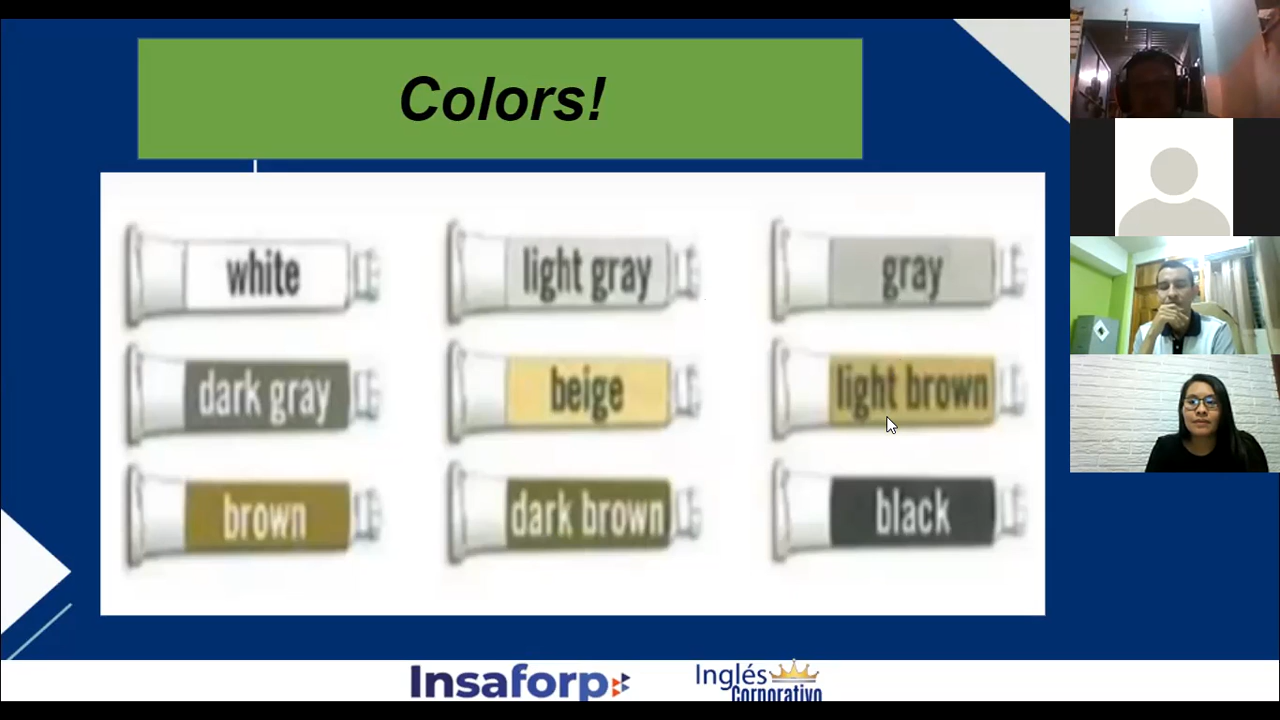 Colors!
white
light gray
gray
dark gray
beige
light brown
brown
dark brown
black
Insaforp
Inglés
Corporativo